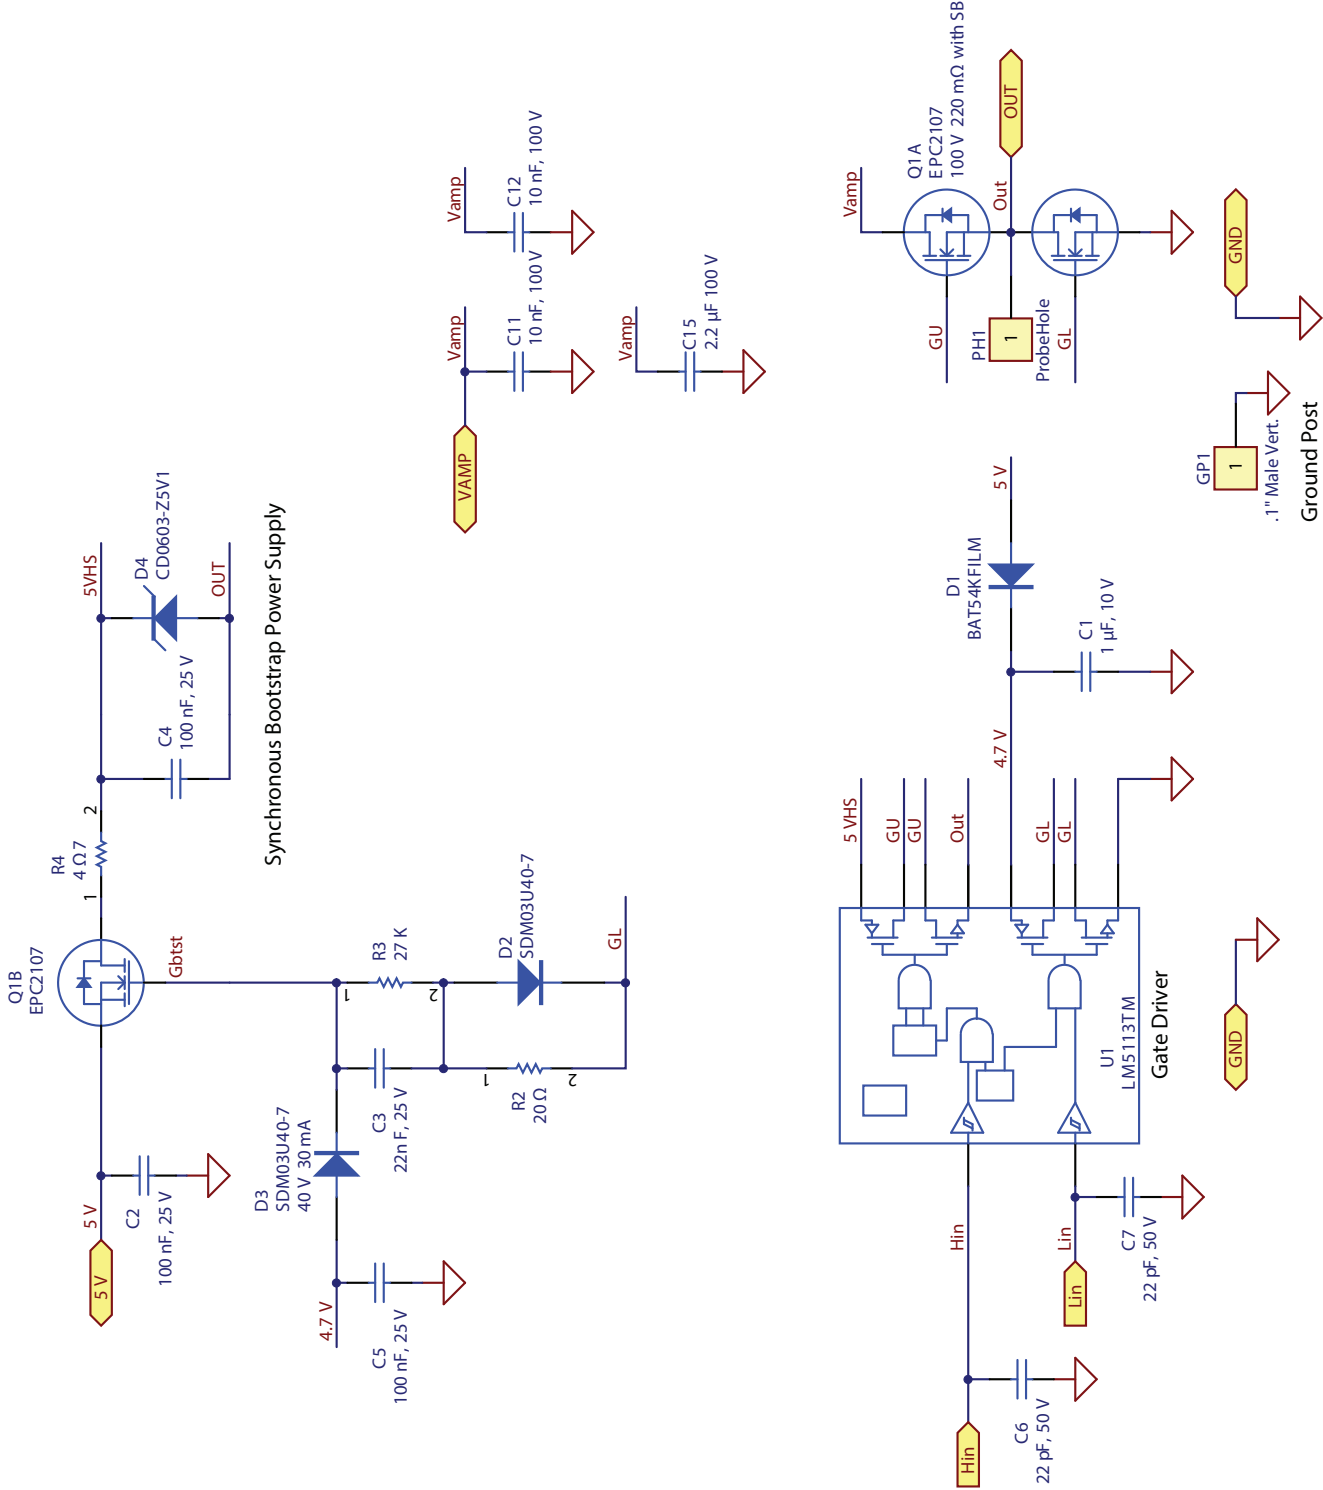 5 V
5 V
C2
100 nF, 25 V
Q1B
EPC2107
Gbtst
1
R4
4 Ω7
2
C4
100 nF, 25 V
5VHS
D4
CD0603-Z5V1
OUT
Synchronous Bootstrap Power Supply
4.7 V
C5
100 nF, 25 V
D3
SDM03U40-7
40 V 30 mA
C3
22n F, 25 V
1
R3
27 K
2
1
R2
20 Ω
2
D2
SDM03U40-7
GL
VAMP
Vamp
C11
10 nF, 100 V
Vamp
C12
10 nF, 100 V
Vamp
C15
2.2 µF 100 V
Hin
C6
22 pF, 50 V
Hin
Lin
Lin
C7
22 pF, 50 V
U1
LM5113TM
Gate Driver
5 VHS
GU
GU
Out
4.7 V
GL
GL
C1
1 µF, 10 V
D1
BAT54KFILM
5 V
GND
Vamp
Q1A
EPC2107
100 V 220 mΩ with SB
GU
PH1
1
ProbeHole
Out
OUT
GL
GND
GP1
1
.1" Male Vert.
Ground Post